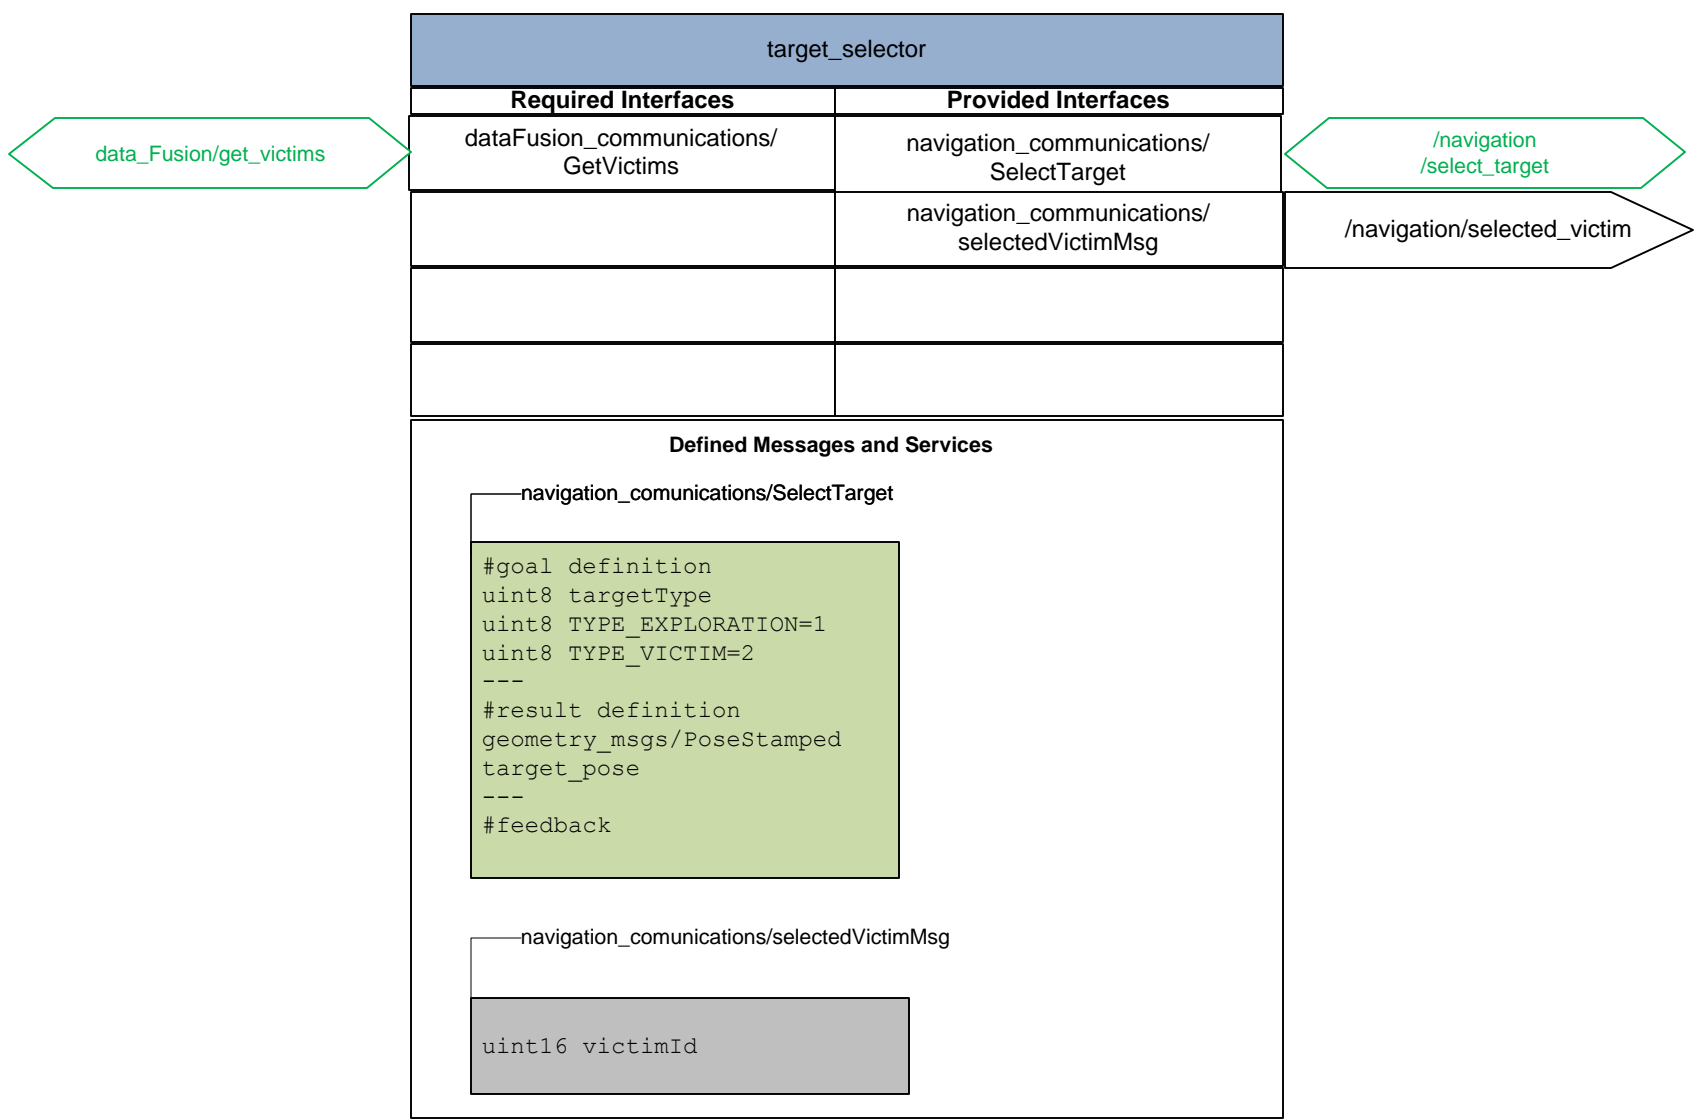 target_selector
Required Interfaces
Provided Interfaces
data_Fusion/get_victims
dataFusion_communications/
GetVictims
navigation_communications/
SelectTarget
/navigation
/select_target
navigation_communications/
selectedVictimMsg
/navigation/selected_victim
Defined Messages and Services
navigation_comunications/SelectTarget
#goal definition
uint8 targetType
uint8 TYPE_EXPLORATION=1
uint8 TYPE_VICTIM=2
---
#result definition
geometry_msgs/PoseStamped
target_pose
---
#feedback
navigation_comunications/selectedVictimMsg
uint16 victimId